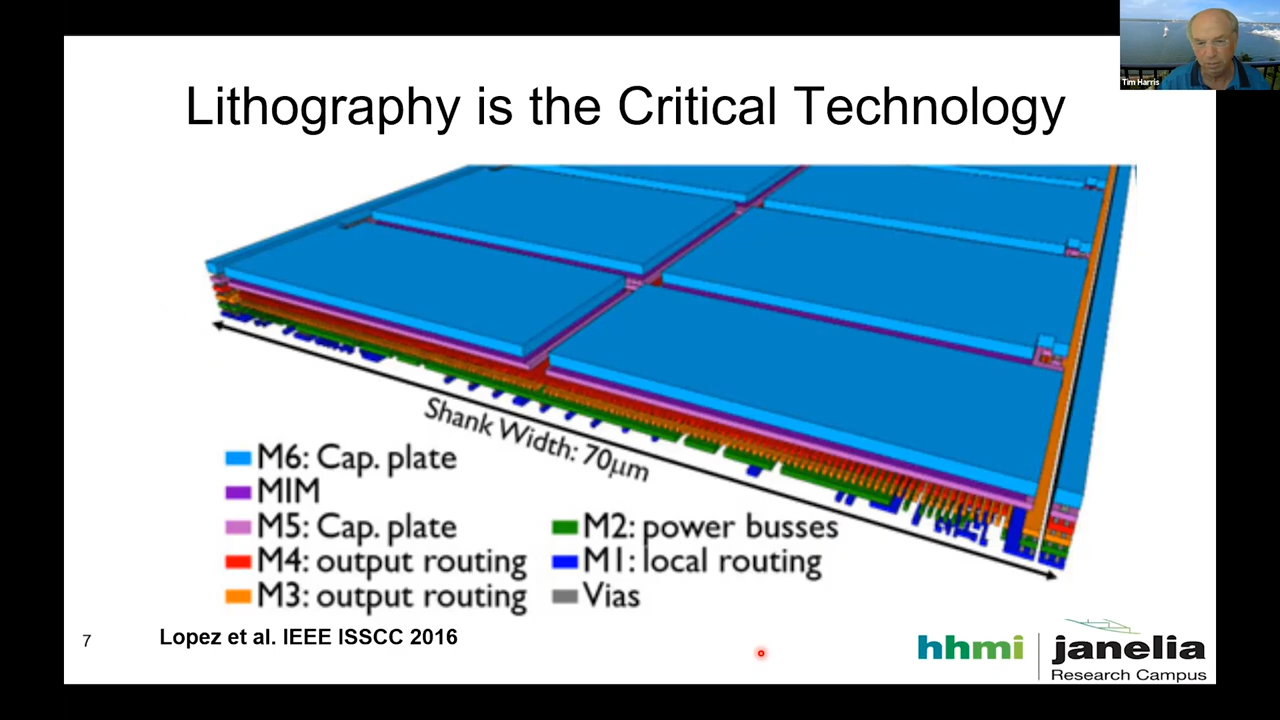 Tim Harris
Lithography is the Critical Technology
Shank Width: 70μm
M6: Cap. plate
MIM
M5: Cap. plate
M4: output routing
M3: output routing
M2: power busses
M1: local routing
Vias
7
Lopez et al. IEEE ISSCC 2016
hhmi
janelia
Research Campus